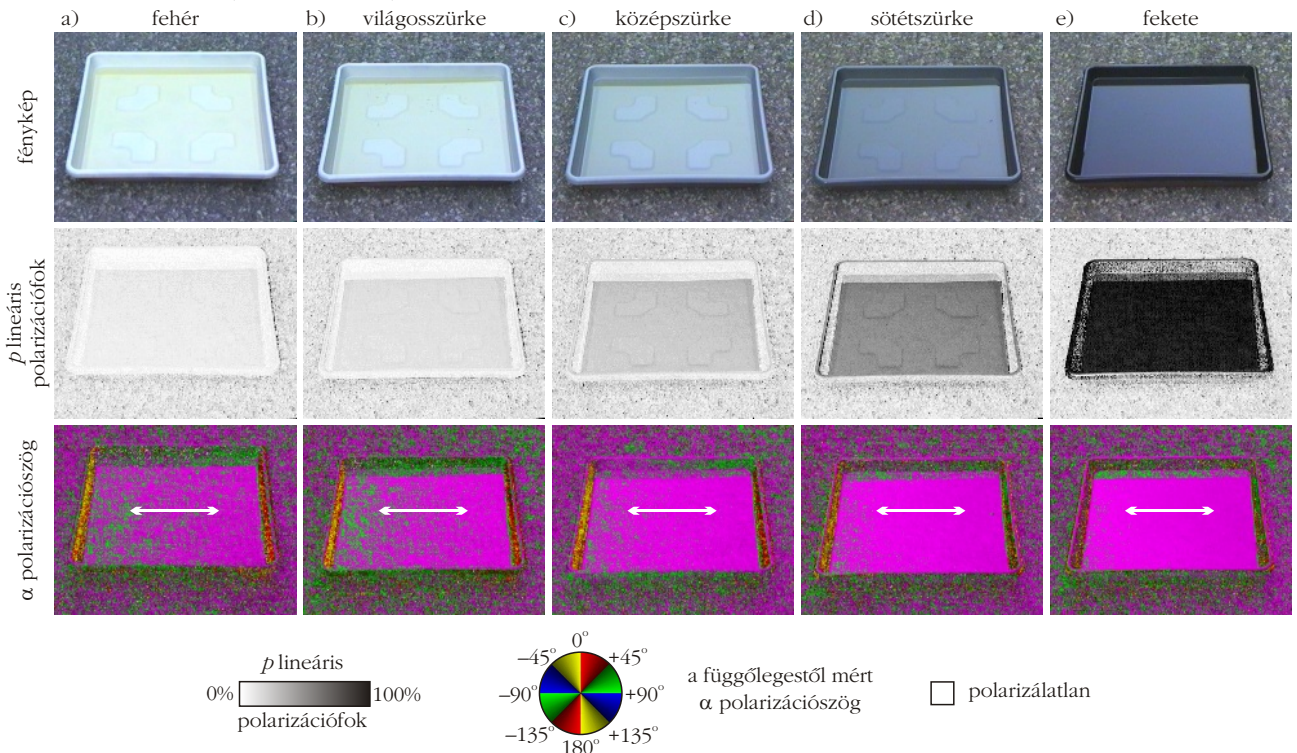 a) fehér b) világosszürke c) középszürke d) sötétszürke e) fekete
fénykép
p lineáris
polarizációfok
α polarizációszög
p lineáris
0% 100%
polarizációfok
0°
–45° +45°
–90° +90°
–135° +135°
180°
a függőlegestől mért
α polarizációszög
polarizálatlan